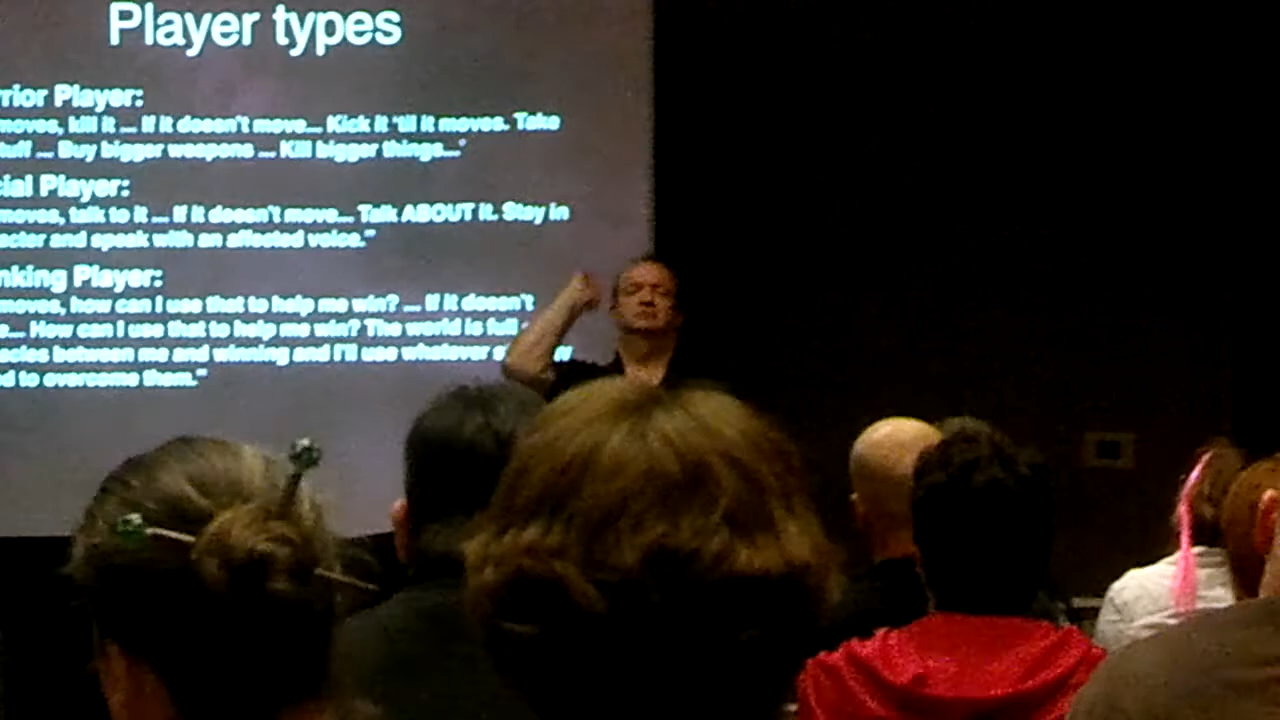 Player types
rrior Player:
moves, kill it ... If it doesn't move... Kick it 'til it moves. Take
tuff ... Buy bigger weapons ... Kill bigger things...'
cial Player:
moves, talk to it ... If it doesn't move... Talk ABOUT it. Stay in
acter and speak with an affected voice."
nking Player:
moves, how can I use that to help me win? ... If it doesn't
e... How can I use that to help me win? The world is full
acles between me and winning and I'll use whatever
d to overcome them."